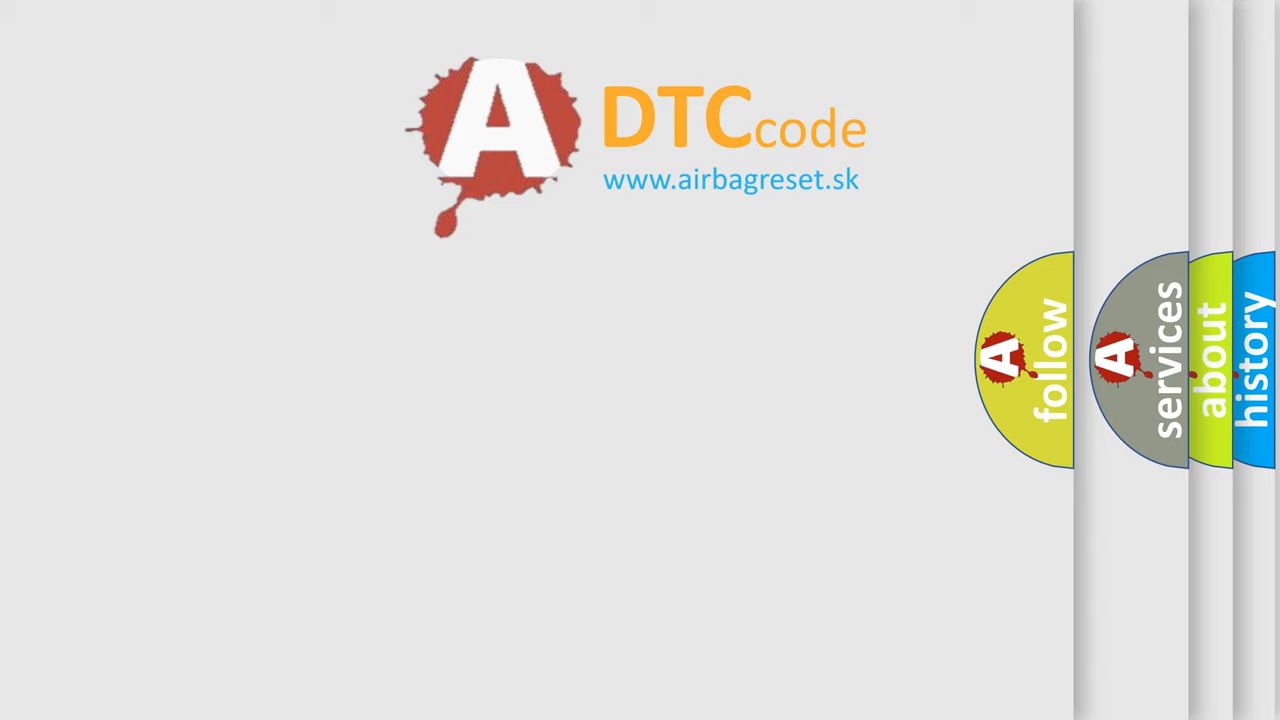 A
DTCcode
www.airbagreset.sk
A follow
A services
about
history